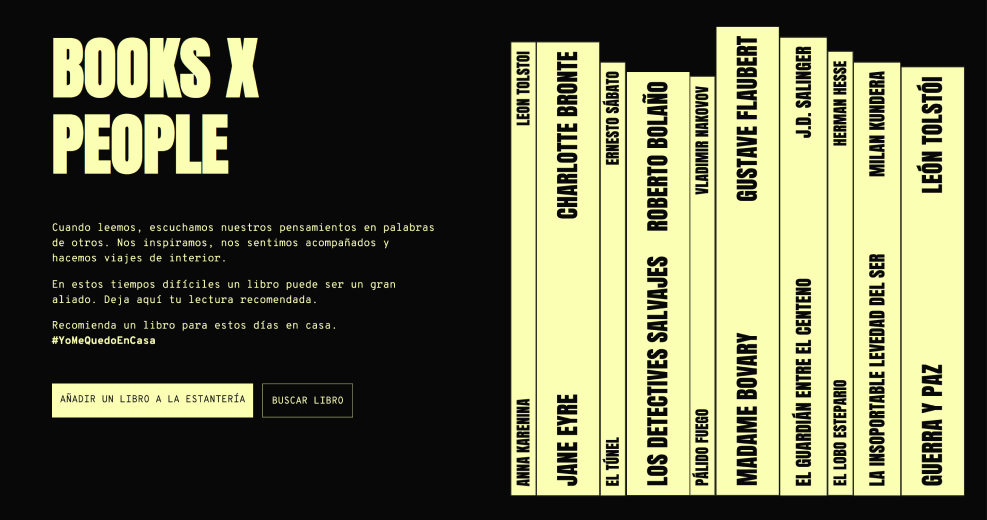 BOOKS X
PEOPLE
Cuando leemos, escuchamos nuestros pensamientos en palabras
de otros. Nos inspiramos, nos sentimos acompañados y
hacemos viajes de interior.
En estos tiempos difíciles un libro puede ser un gran
aliado. Deja aquí tu lectura recomendada.
Recomienda un libro para estos días en casa.
#YoMeQuedoEnCasa
AÑADIR UN LIBRO A LA ESTANTERÍA
BUSCAR LIBRO
ANNA KARENINA LEON TOLSTOI
JANE EYRE CHARLOTTE BRONTE
EL TÚNEL ERNESTO SÁBATO
LOS DETECTIVES SALVAJES ROBERTO BOLAÑO
PÁLIDO FUEGO VLADIMIR NAKOVOV
MADAME BOVARY GUSTAVE FLAUBERT
EL GUARDIÁN ENTRE EL CENTENO J.D. SALINGER
EL LOBO ESTEPARIO HERMAN HESSE
LA INSOPORTABLE LEVEDAD DEL SER MILAN KUNDERA
GUERRA Y PAZ LEÓN TOLSTÓI